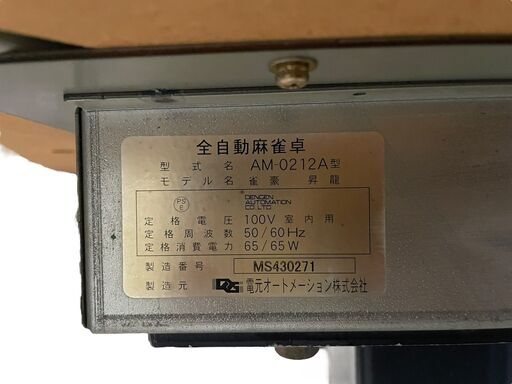 全自動麻雀卓
型式名 AM-0212A型
モデル名 雀豪 昇龍
PS E DENGEN AUTOMATION CO LTD
定格電圧 100V 室内用
定格周波数 50/60Hz
定格消費電力 65/65W
製造番号 MS430271
製造元 電元オートメーション株式会社